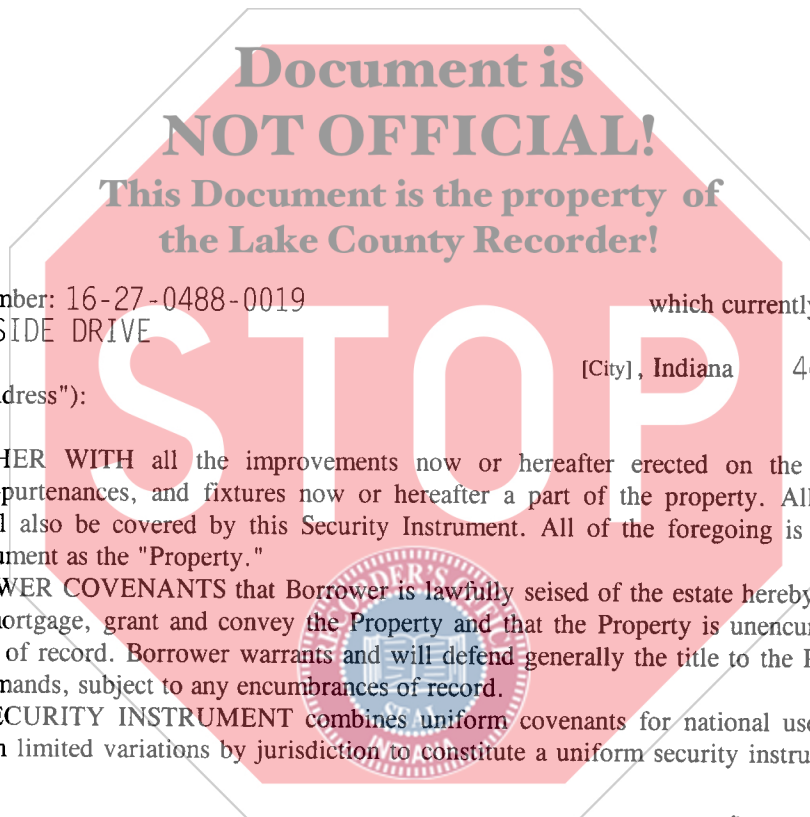 Document is
NOT OFFICIAL!
This Document is the property of
the Lake County Recorder!
nber: 16-27-0488-0019 which currently
SIDE DRIVE
[City], Indiana 4
dress"):
STOP
HER WITH all the improvements now or hereafter erected on the
purtenances, and fixtures now or hereafter a part of the property. All
l also be covered by this Security Instrument. All of the foregoing is
ument as the "Property."
WER COVENANTS that Borrower is lawfully seised of the estate hereby
ortgage, grant and convey the Property and that the Property is unencu
of record. Borrower warrants and will defend generally the title to the P
mands, subject to any encumbrances of record.
ECURITY INSTRUMENT combines uniform covenants for national use
n limited variations by jurisdiction to constitute a uniform security instru
SEAL